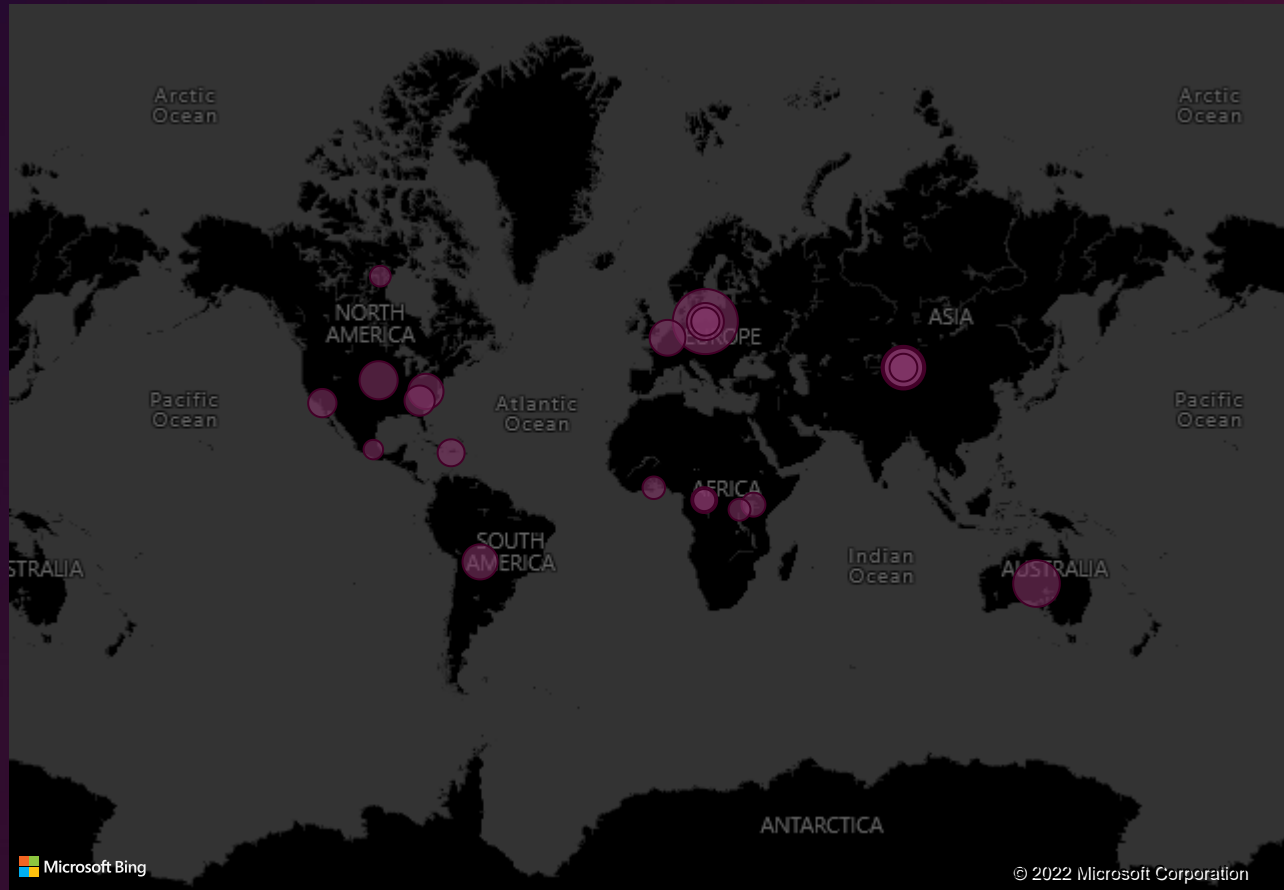 Arctic
Ocean
Arctic
Ocean
NORTH
AMERICA
EUROPE
ASIA
Pacific
Ocean
Atlantic
Ocean
Pacific
Ocean
AFRICA
SOUTH
AMERICA
Indian
Ocean
STRALIA
AUSTRALIA
ANTARCTICA
Microsoft Bing
© 2022 Microsoft Corporation